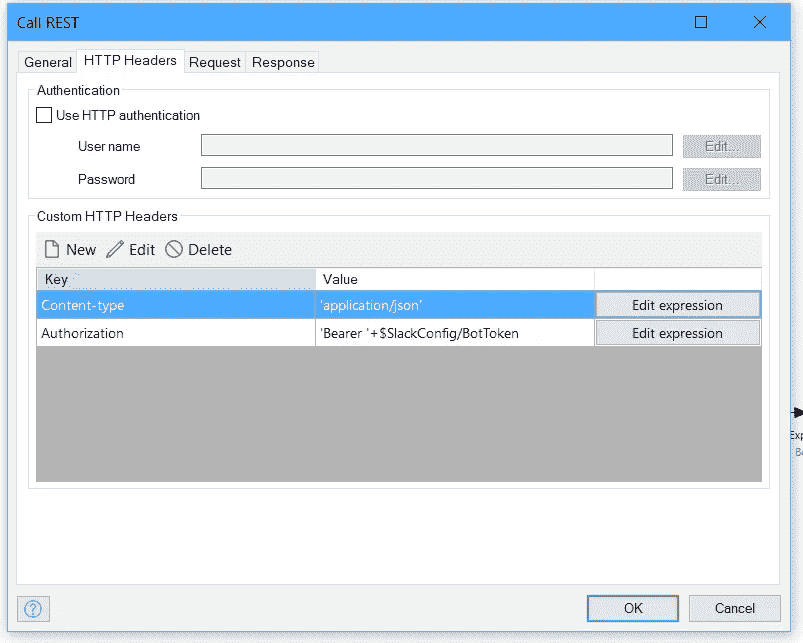 Call REST
General HTTP Headers Request Response
Authentication
Use HTTP authentication
User name Edit...
Password Edit...
Custom HTTP Headers
New Edit Delete
Key Value
Content-type 'application/json' Edit expression
Authorization 'Bearer '+$SlackConfig/BotToken Edit expression
?
OK Cancel